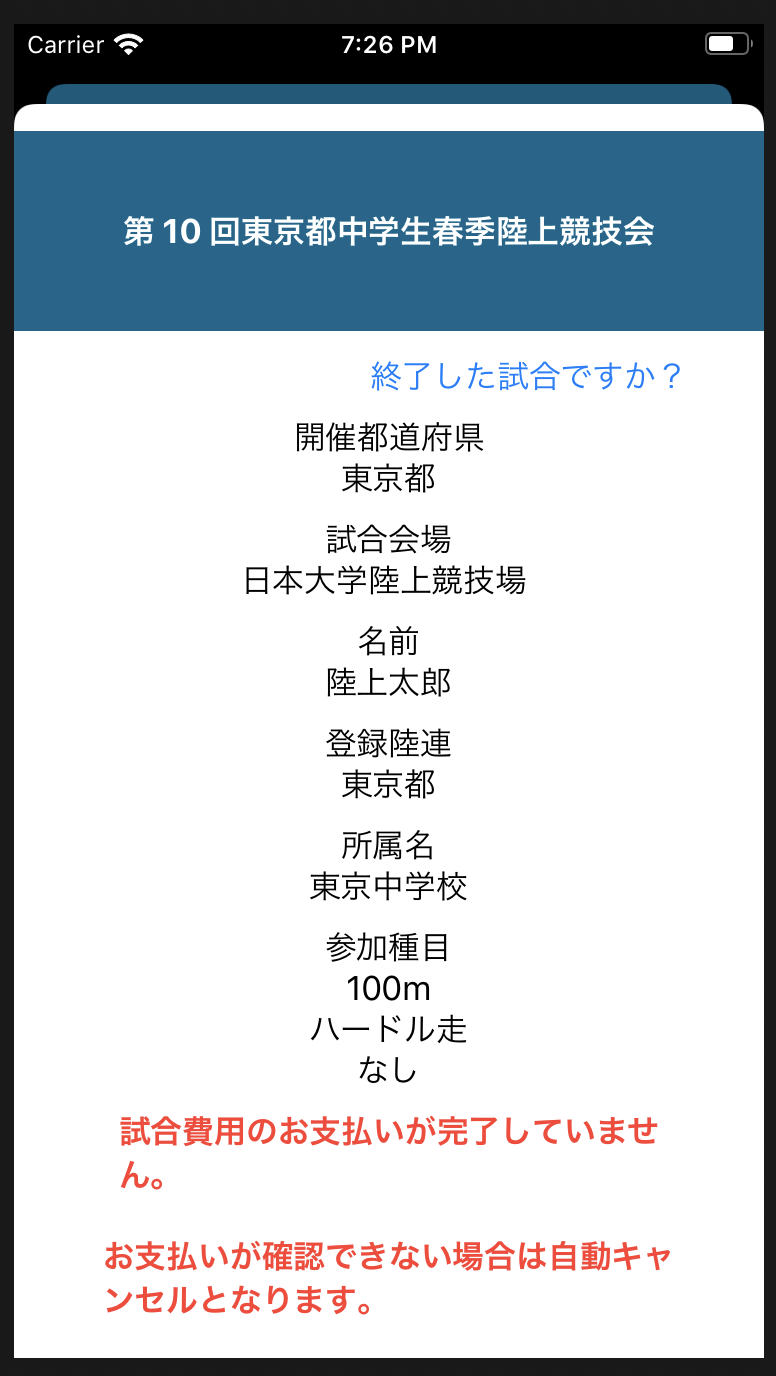 Carrier 7:26 PM
第 10 回東京都中学生春季陸上競技会
終了した試合ですか？
開催都道府県
東京都
試合会場
日本大学陸上競技場
名前
陸上太郎
登録陸連
東京都
所属名
東京中学校
参加種目
100m
ハードル走
なし
試合費用のお支払いが完了していませ
ん。
お支払いが確認できない場合は自動キャ
ンセルとなります。